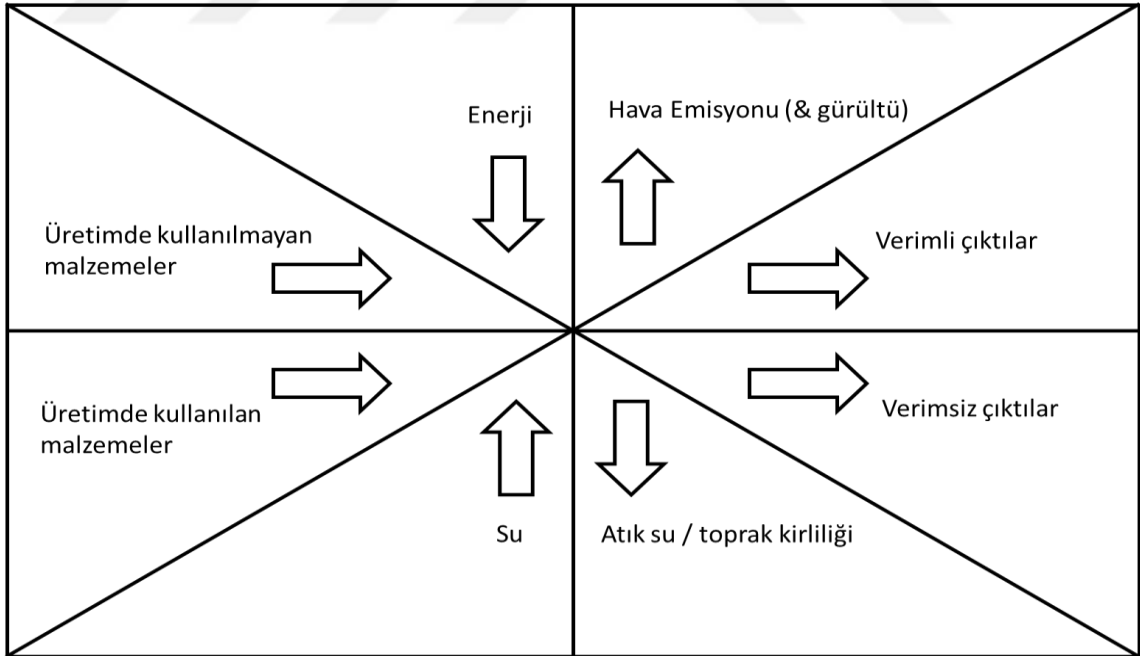 Enerji
Hava Emisyonu (& gürültü)
Üretimde kullanılmayan
malzemeler
Verimli çıktılar
Üretimde kullanılan
malzemeler
Verimsiz çıktılar
Su
Atık su / toprak kirliliği